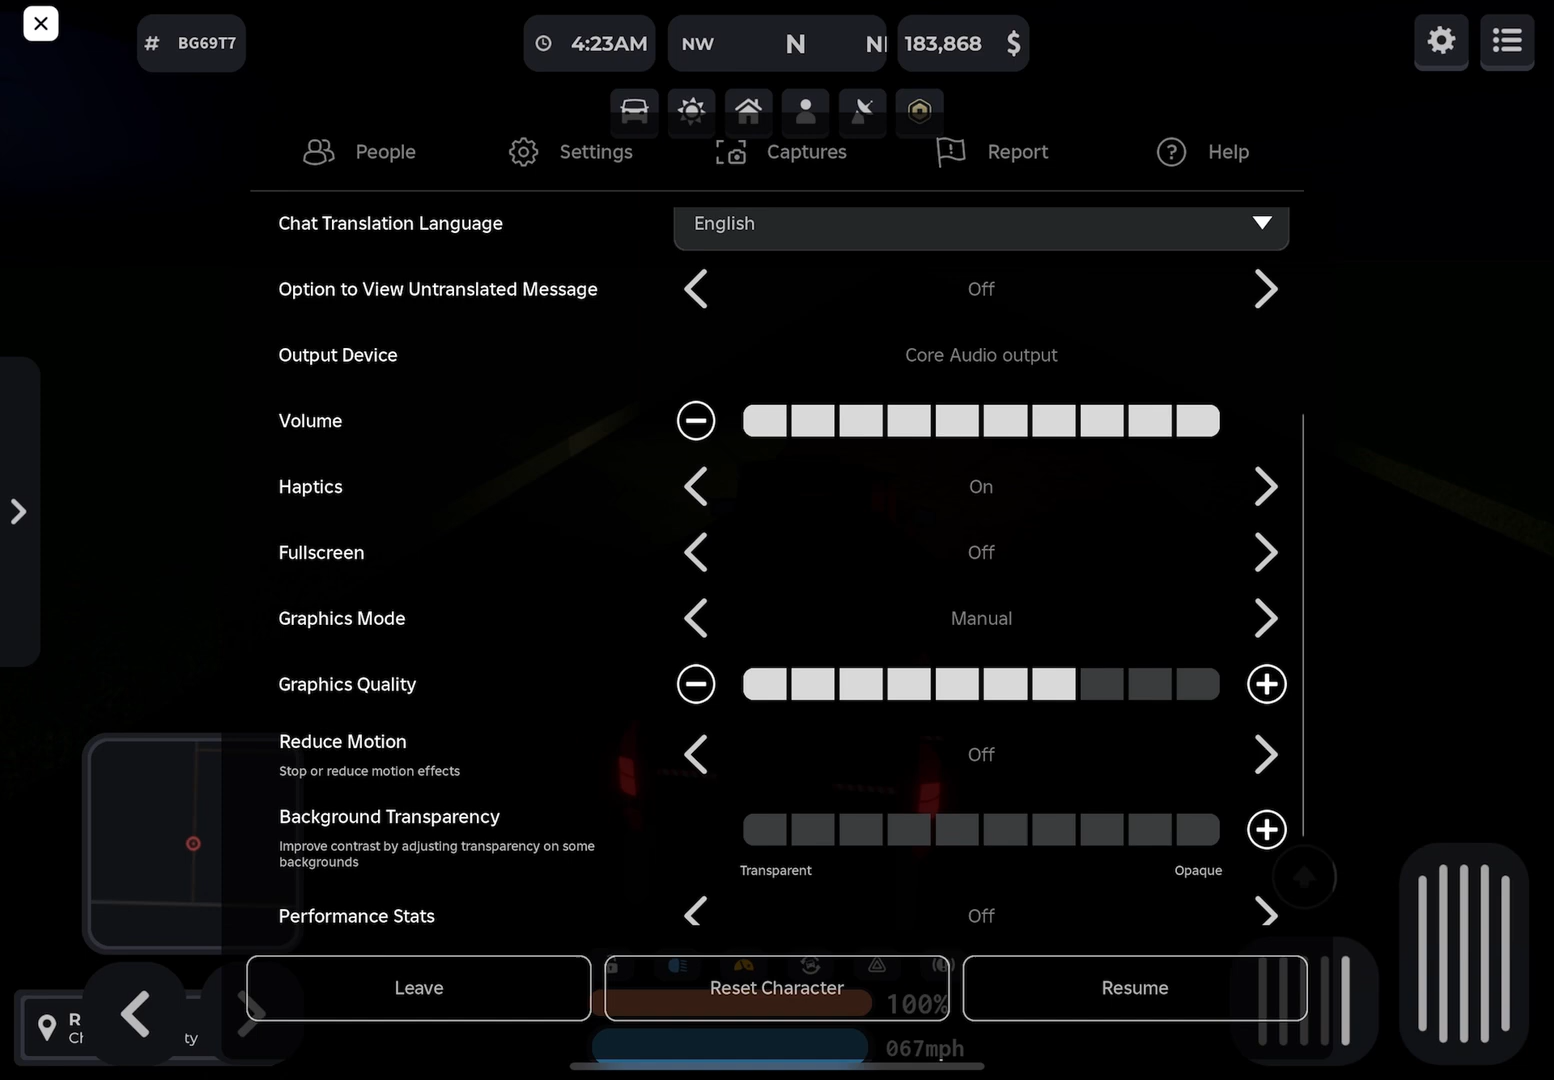 # BG69T7
4:23AM
NW N
183,868 $
People
Settings
Captures
Report
Help
Chat Translation Language
English
Option to View Untranslated Message
Off
Output Device
Core Audio output
Volume
Haptics
On
Fullscreen
Off
Graphics Mode
Manual
Graphics Quality
Reduce Motion
Stop or reduce motion effects
Off
Background Transparency
Improve contrast by adjusting transparency on some
backgrounds
Transparent
Opaque
Performance Stats
Off
Leave
Reset Character
Resume
100%
067mph